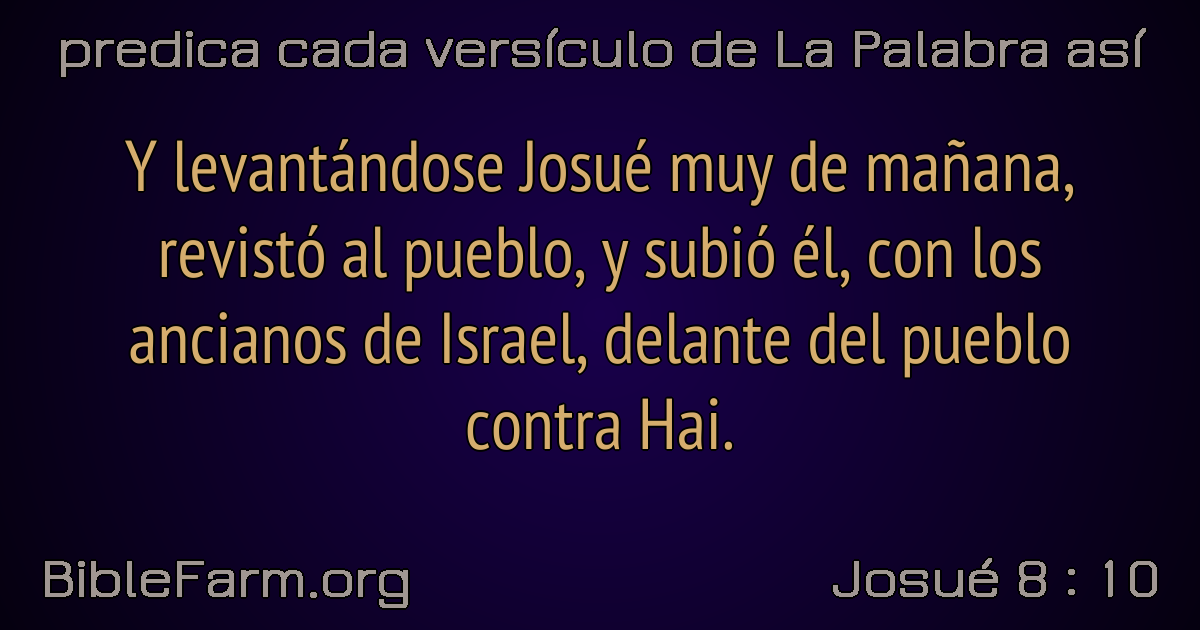 predica cada versículo de La Palabra así
Y levantándose Josué muy de mañana,
revistó al pueblo, y subió él, con los
ancianos de Israel, delante del pueblo
contra Hai.
BibleFarm.org
Josué 8 : 10